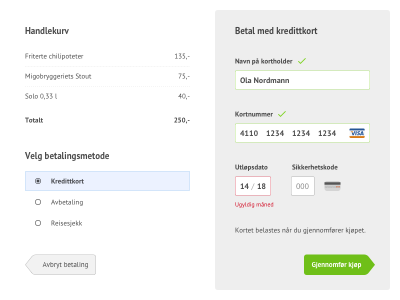 Handlekurv
Friterte chilipoteter 135,-
Migobryggeriets Stout 75,-
Solo 0,33 l 40,-
Totalt 250,-
Velg betalingsmetode
Kredittkort
Avbetaling
Reisesjekk
Avbryt betaling
Betal med kredittkort
Navn på kortholder
Ola Nordmann
Kortnummer
4110 1234 1234 1234 VISA
Utløpsdato Sikkerhetskode
14 / 18 000
Ugyldig måned
Kortet belastes når du gjennomfører kjøpet.
Gjennomfør kjøp